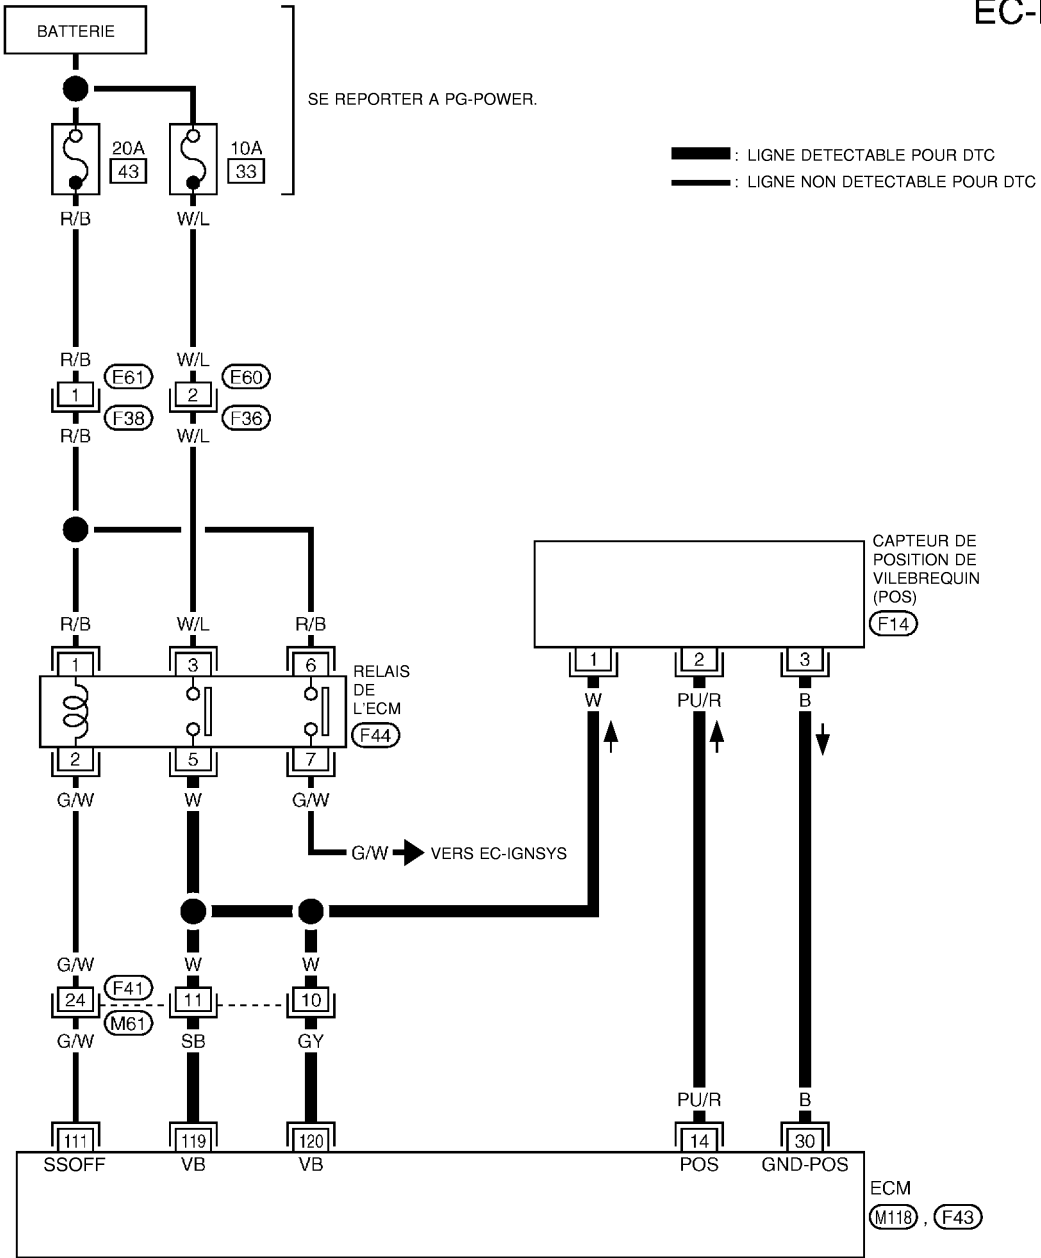 EC-
BATTERIE
SE REPORTER A PG-POWER.
20A
43
10A
33
: LIGNE DETECTABLE POUR DTC
: LIGNE NON DETECTABLE POUR DTC
R/B W/L
R/B W/L
1 E61 2 E60
F38 F36
R/B W/L
R/B W/L R/B
1 3 6
RELAIS
DE
L'ECM
F44
2 5 7
G/W W G/W
G/W VERS EC-IGNSYS
CAPTEUR DE
POSITION DE
VILEBREQUIN
(POS)
F14
1 2 3
W PU/R B
G/W W W
24 F41 11 10
M61
G/W SB GY
PU/R B
111 119 120 14 30
SSOFF VB VB POS GND-POS
ECM
M118 , F43